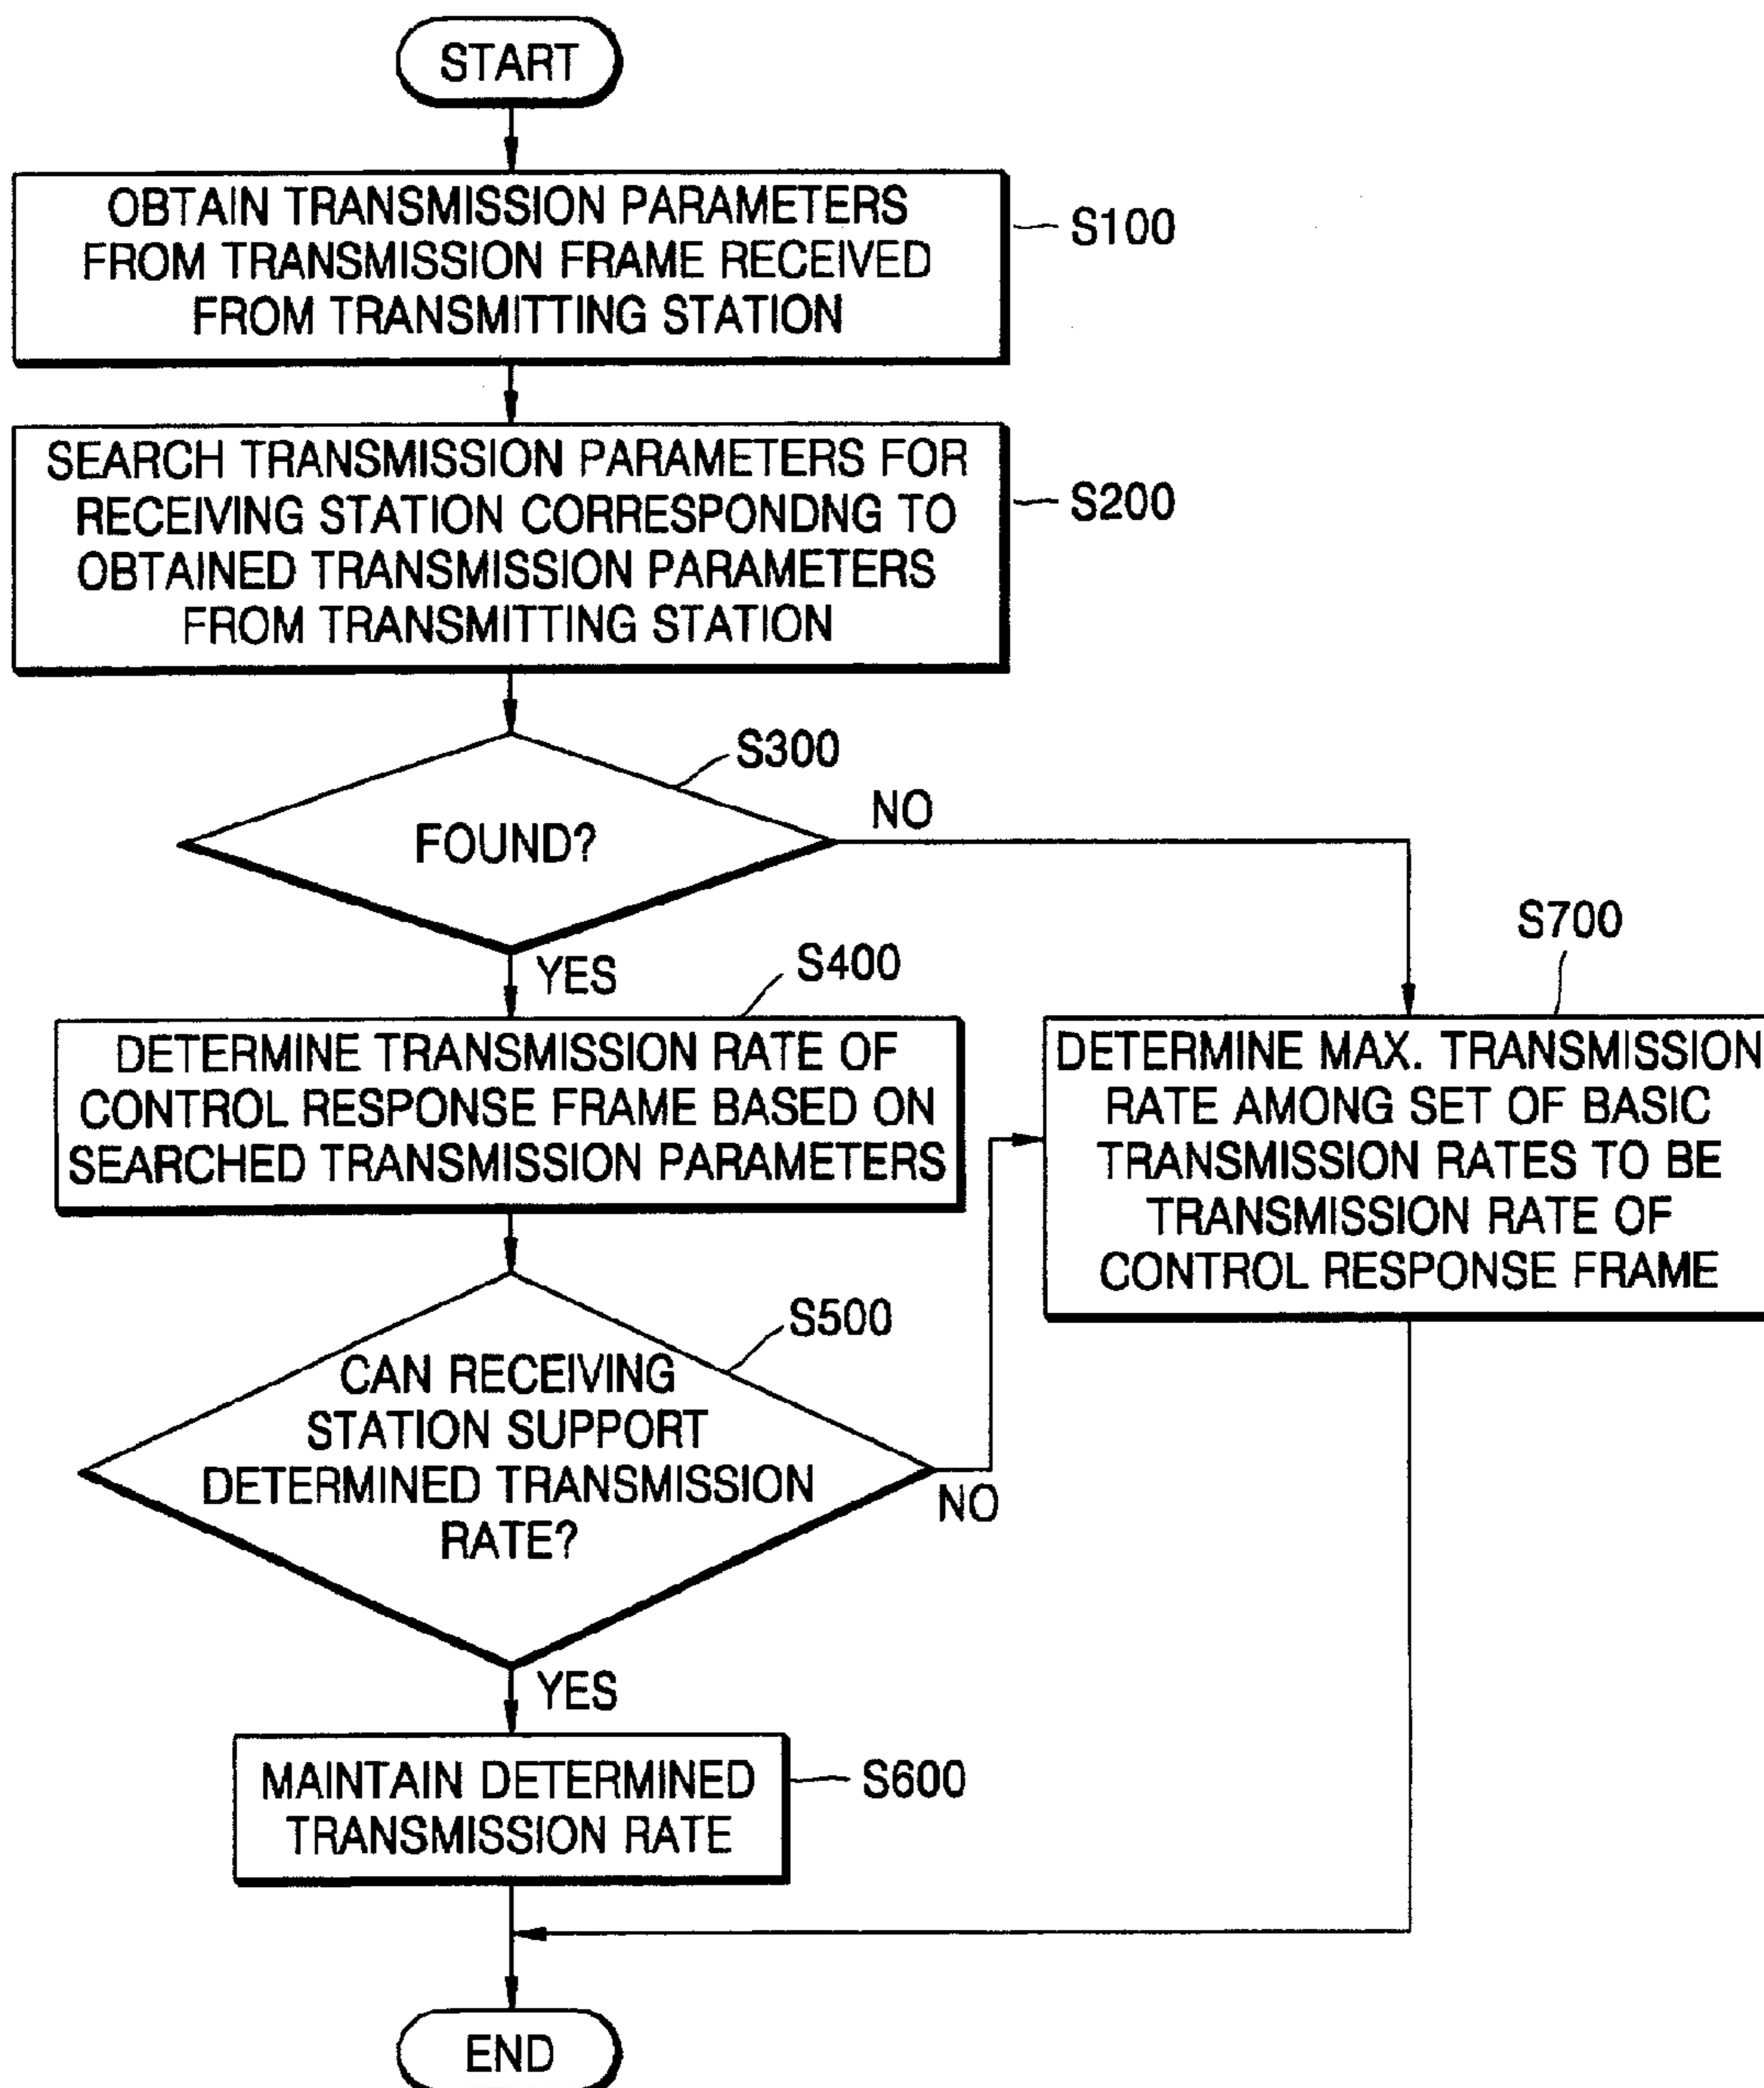 START
OBTAIN TRANSMISSION PARAMETERS
FROM TRANSMISSION FRAME RECEIVED
FROM TRANSMITTING STATION
S100
SEARCH TRANSMISSION PARAMETERS FOR
RECEIVING STATION CORRESPONDNG TO
OBTAINED TRANSMISSION PARAMETERS
FROM TRANSMITTING STATION
S200
S300
FOUND?
NO
YES
S400
DETERMINE TRANSMISSION RATE OF
CONTROL RESPONSE FRAME BASED ON
SEARCHED TRANSMISSION PARAMETERS
S700
DETERMINE MAX. TRANSMISSION
RATE AMONG SET OF BASIC
TRANSMISSION RATES TO BE
TRANSMISSION RATE OF
CONTROL RESPONSE FRAME
S500
CAN RECEIVING
STATION SUPPORT
DETERMINED TRANSMISSION
RATE?
NO
YES
MAINTAIN DETERMINED
TRANSMISSION RATE
S600
END